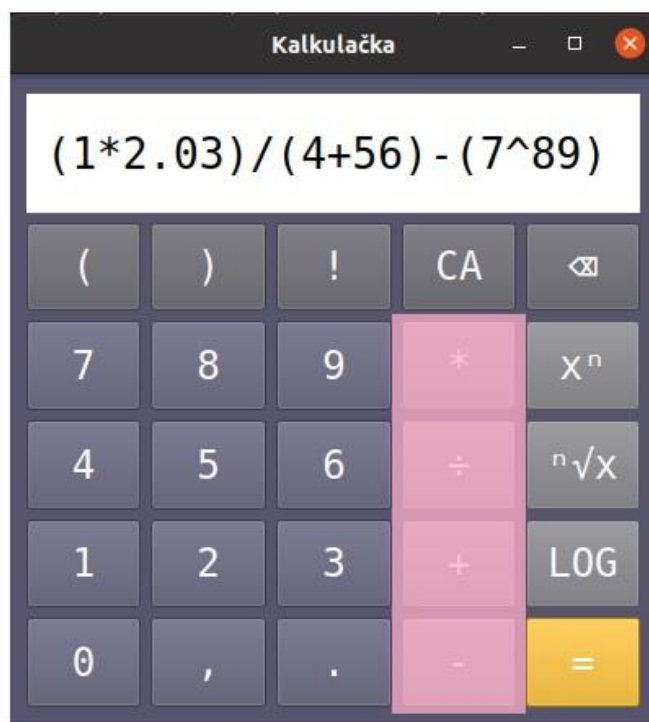 Kalkulačka
(1*2.03)/(4+56)-(7^89)
( ) ! CA ⌫
7 8 9 * xⁿ
4 5 6 ÷ ⁿ√x
1 2 3 + LOG
0 , . - =